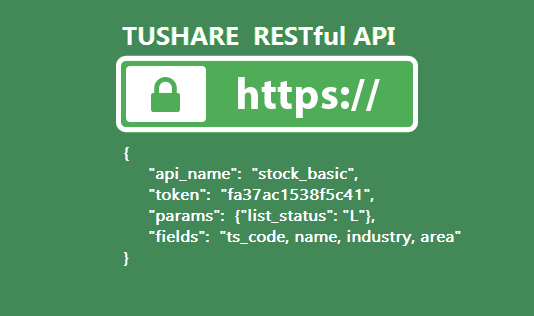 TUSHARE RESTful API
https://
{
"api_name": "stock_basic",
"token": "fa37ac1538f5c41",
"params": {"list_status": "L"},
"fields": "ts_code, name, industry, area"
}